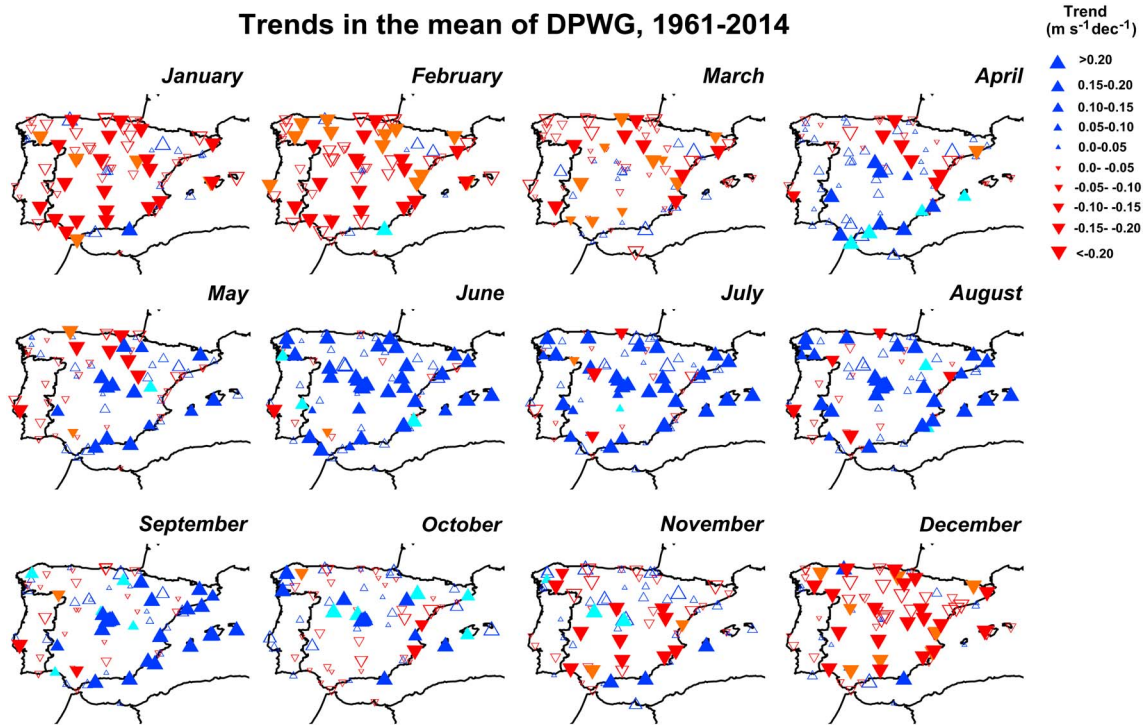 Trends in the mean of DPWG, 1961-2014
Trend
(m s⁻¹dec⁻¹)
>0.20
0.15-0.20
0.10-0.15
0.05-0.10
0.0-0.05
0.0- -0.05
-0.05- -0.10
-0.10- -0.15
-0.15- -0.20
<-0.20
January
February
March
April
May
June
July
August
September
October
November
December